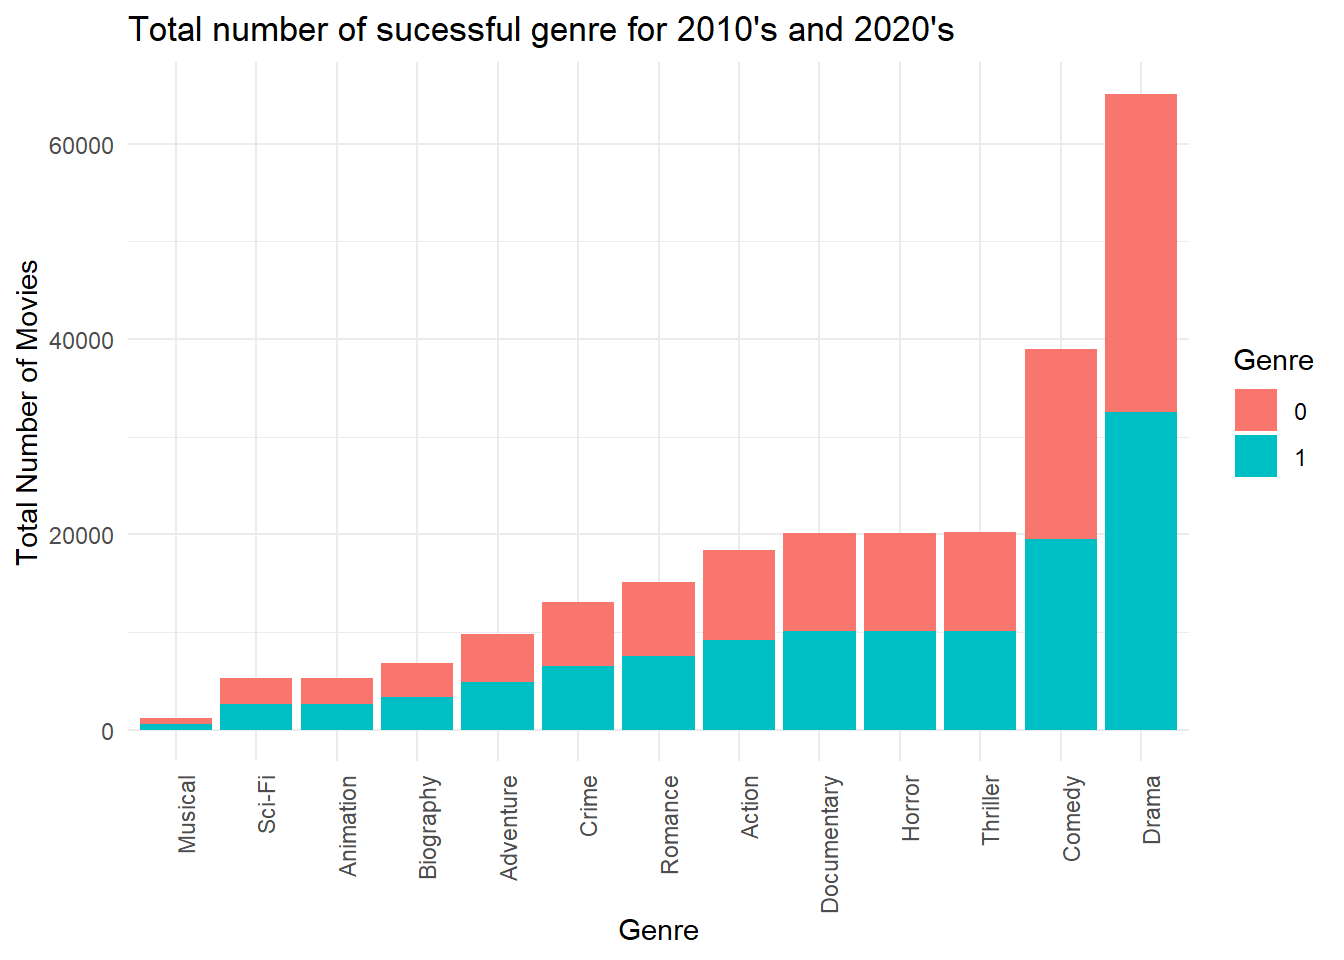 Total number of sucessful genre for 2010's and 2020's
Total Number of Movies
60000
40000
20000
0
Genre
0
1
Musical
Sci-Fi
Animation
Biography
Adventure
Crime
Romance
Action
Documentary
Horror
Thriller
Comedy
Drama
Genre